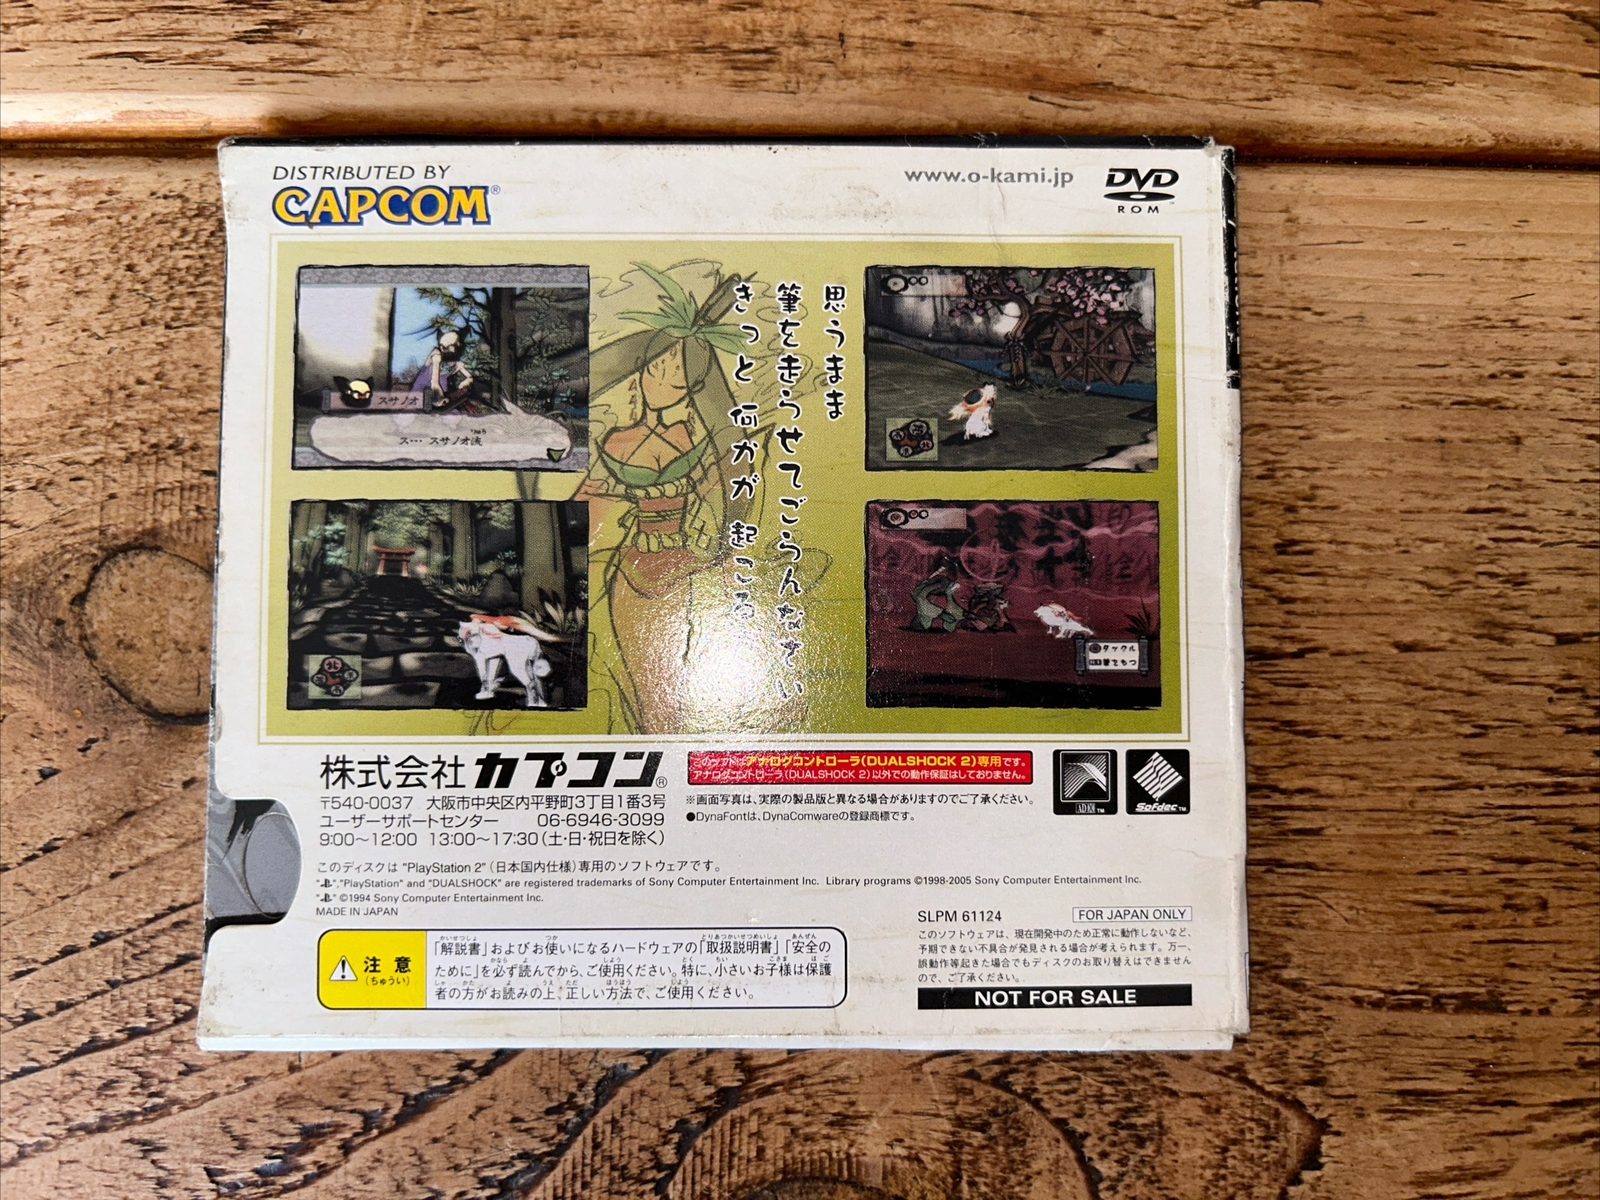 DISTRIBUTED BY
CAPCOM®
www.o-kami.jp
DVD
ROM
スサノオ
ス… スサノオ流
りゅう
思うまま
筆を走らせてごらんなさい
きっと何かが起こる
タックル
筆をもつ
株式会社カプコン®
〒540-0037 大阪市中央区内平野町3丁目1番3号
ユーザーサポートセンター 06-6946-3099
9:00〜12:00 13:00〜17:30(土・日・祝日を除く)
このソフトはアナログコントローラ(DUALSHOCK 2)専用です。
アナログコントローラ(DUALSHOCK 2)以外での動作保証はしておりません。
※画面写真は、実際の製品版と異なる場合がありますのでご了承ください。
●DynaFontは、DynaComwareの登録商標です。
ADX™
Sofdec™
このディスクは "PlayStation 2" (日本国内仕様) 専用のソフトウェアです。
" ", "PlayStation" and "DUALSHOCK" are registered trademarks of Sony Computer Entertainment Inc. Library programs ©1998-2005 Sony Computer Entertainment Inc.
" " ©1994 Sony Computer Entertainment Inc.
MADE IN JAPAN
SLPM 61124
FOR JAPAN ONLY
このソフトウェアは、現在開発中のため正常に動作しないなど、
予期できない不具合が発見される場合が考えられます。万一、
誤動作等起きた場合でもディスクのお取り替えはできません
ので、ご了承ください。
NOT FOR SALE
注意
(ちゅうい)
「解説書」およびお使いになるハードウェアの「取扱説明書」「安全の
ために」を必ず読んでから、ご使用ください。特に、小さいお子様は保護
者の方がお読みの上、正しい方法で、ご使用ください。